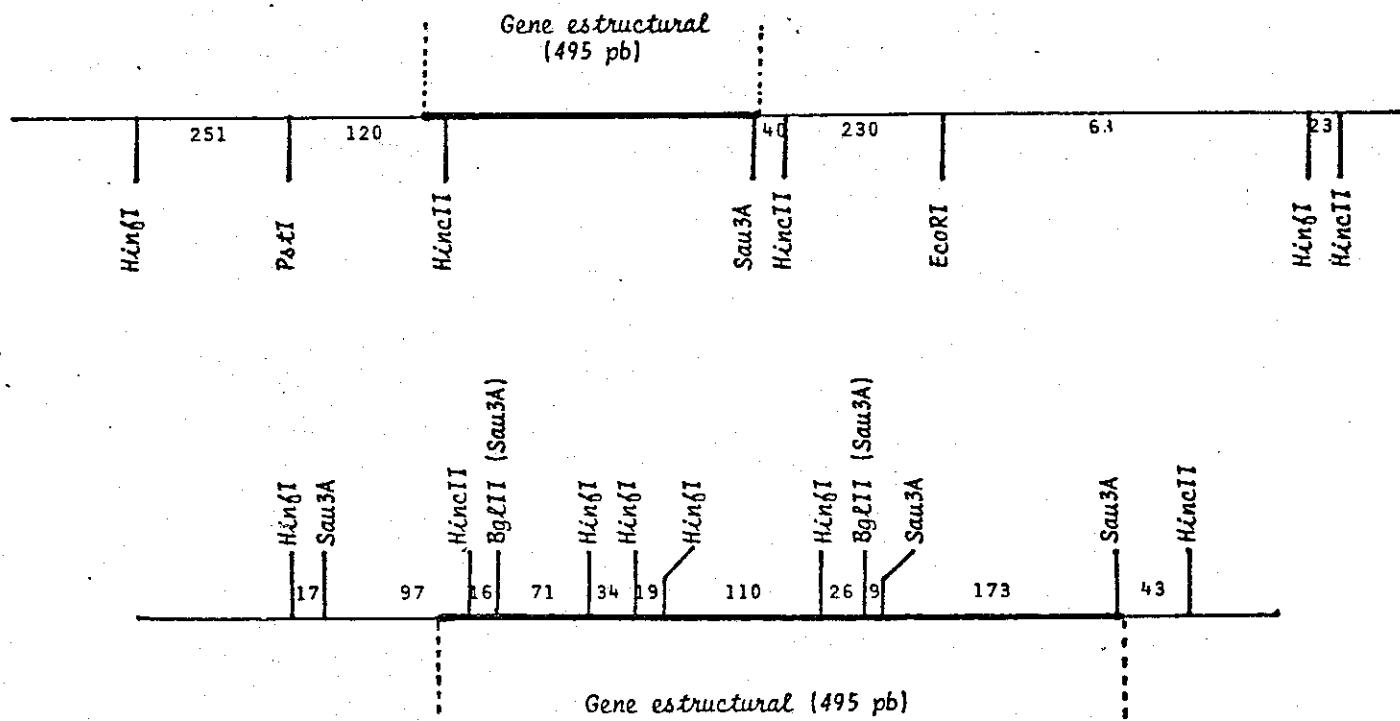 Gene estructural
(495 pb)
251 120 40 230 23
HinfI PstI HincII Sau3A HincII EcoRI HinfI HincII
HinfI Sau3A HincII BglII (Sau3A) HinfI HinfI HinfI HinfI BglII (Sau3A) Sau3A Sau3A HincII
17 97 16 71 34 19 110 26 9 173 43
Gene estructural (495 pb)